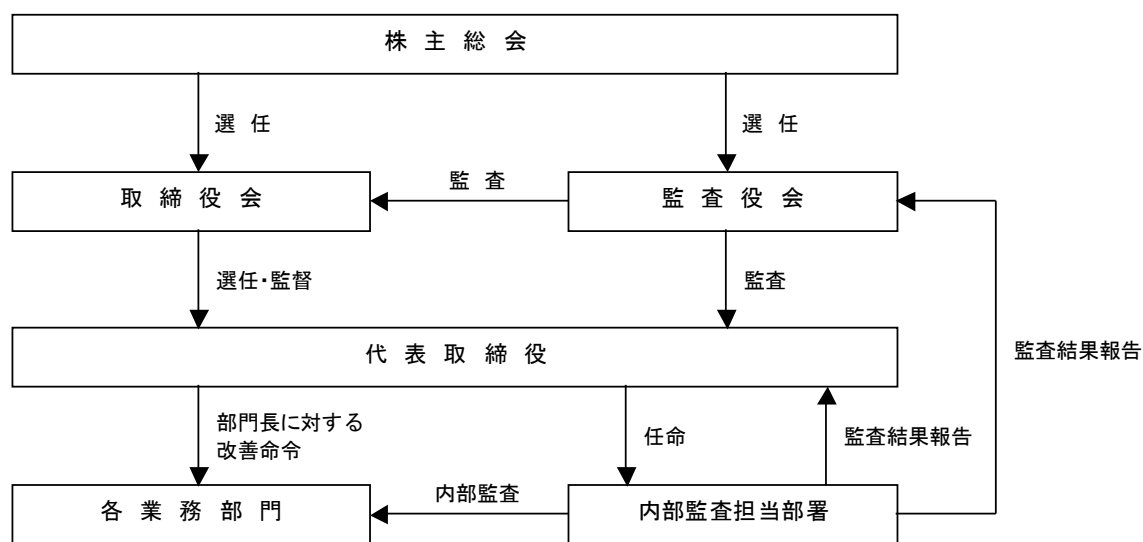 株 主 総 会
選 任
選 任
取 締 役 会
監 査
監 査 役 会
選任・監督
監査
代 表 取 締 役
監査結果報告
部門長に対する
改善命令
任命
監査結果報告
各 業 務 部 門
内部監査
内部監査担当部署